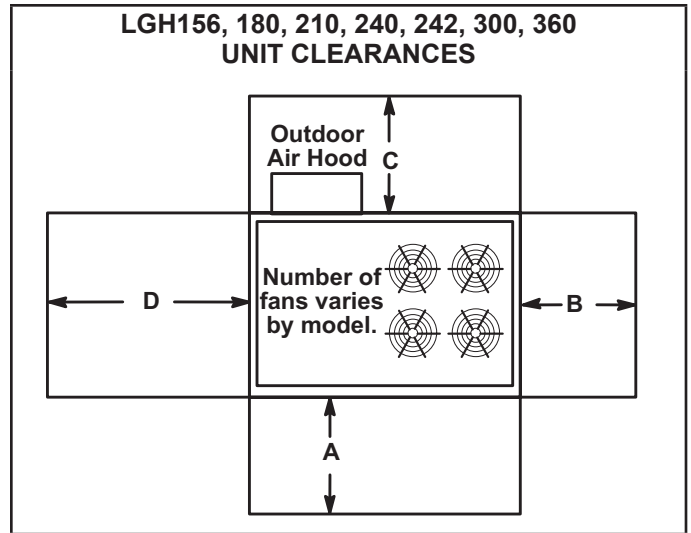 LGH156, 180, 210, 240, 242, 300, 360
UNIT CLEARANCES
Outdoor
Air Hood
C
Number of
fans varies
by model.
D
B
A